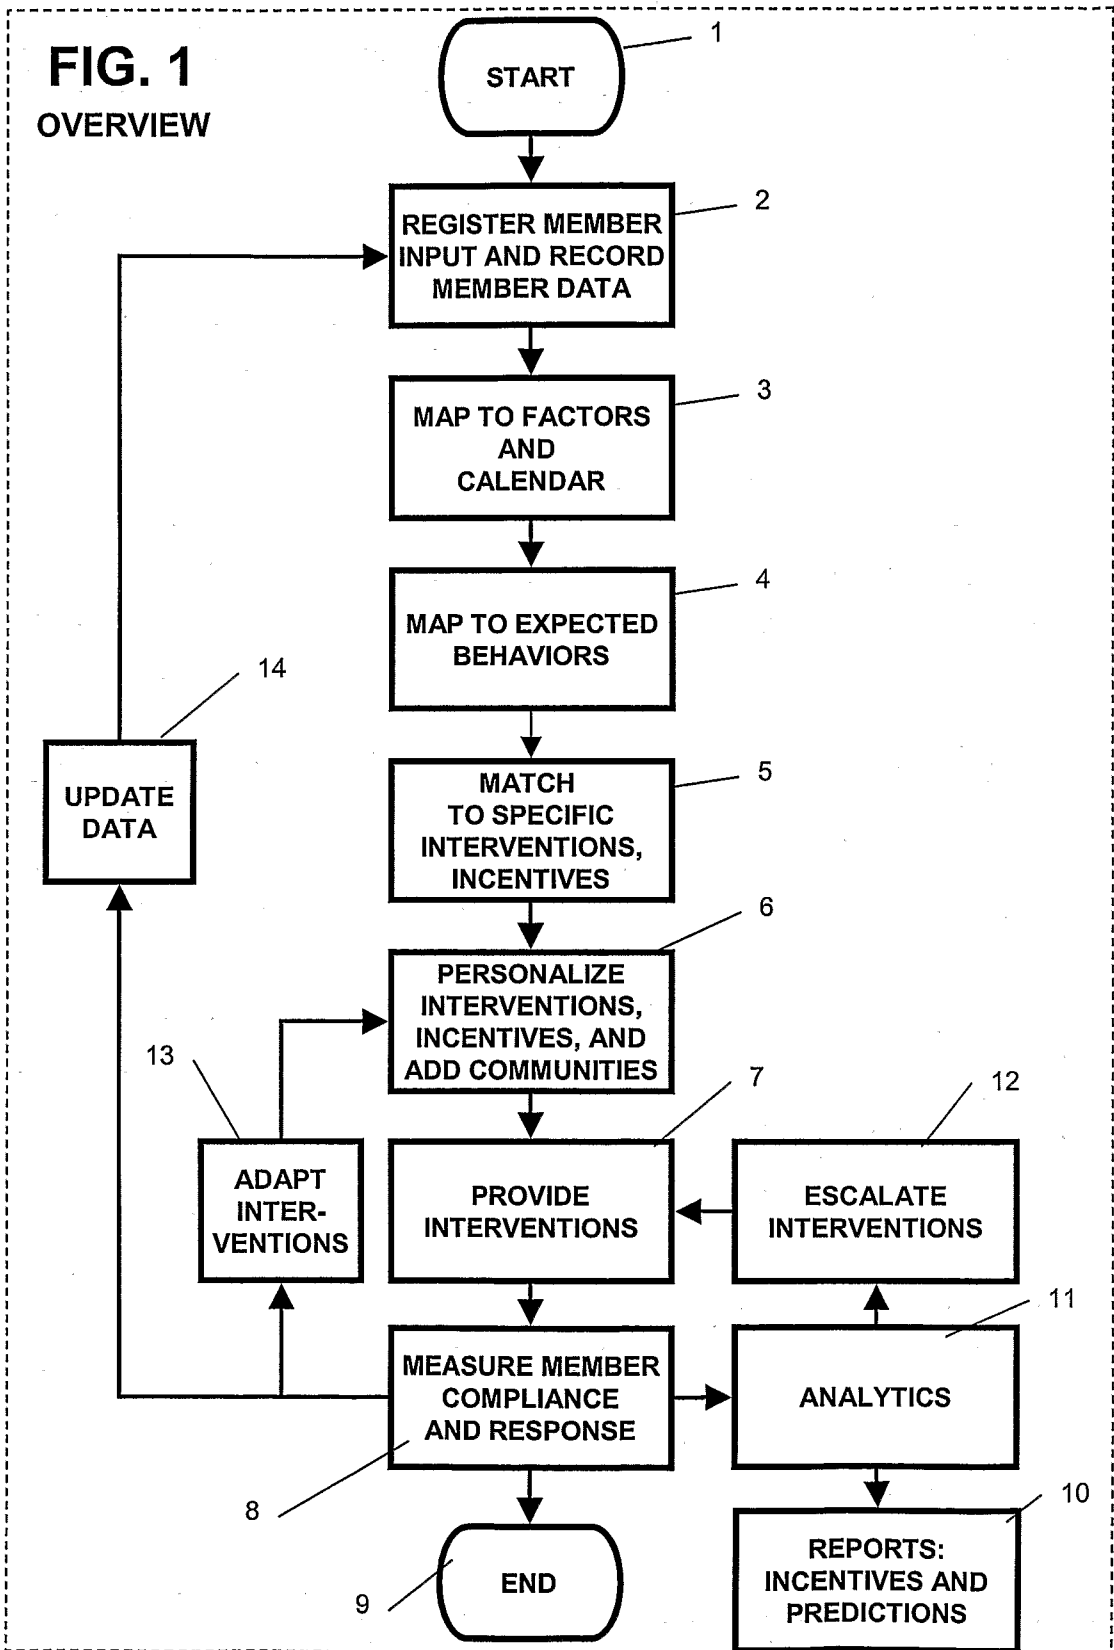 FIG. 1
OVERVIEW
1
START
2
REGISTER MEMBER
INPUT AND RECORD
MEMBER DATA
3
MAP TO FACTORS
AND
CALENDAR
4
MAP TO EXPECTED
BEHAVIORS
14
UPDATE
DATA
5
MATCH
TO SPECIFIC
INTERVENTIONS,
INCENTIVES
6
PERSONALIZE
INTERVENTIONS,
INCENTIVES, AND
ADD COMMUNITIES
13
ADAPT
INTER-
VENTIONS
7
PROVIDE
INTERVENTIONS
12
ESCALATE
INTERVENTIONS
8
MEASURE MEMBER
COMPLIANCE
AND RESPONSE
11
ANALYTICS
9
END
10
REPORTS:
INCENTIVES AND
PREDICTIONS